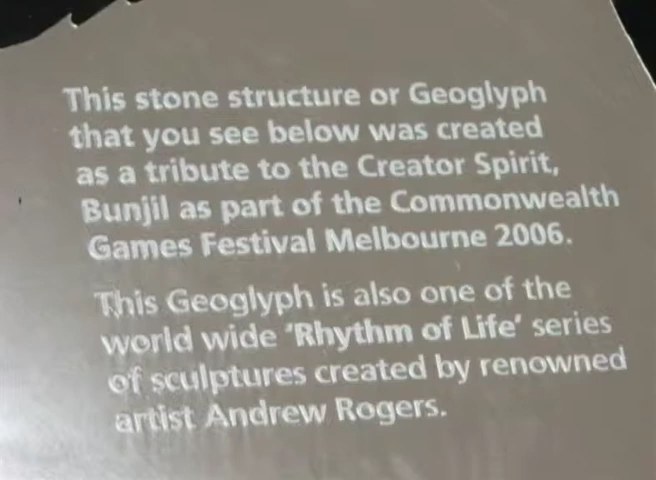 This stone structure or Geoglyph
that you see below was created
as a tribute to the Creator Spirit,
Bunjil as part of the Commonwealth
Games Festival Melbourne 2006.
This Geoglyph is also one of the
world wide 'Rhythm of Life' series
of sculptures created by renowned
artist Andrew Rogers.